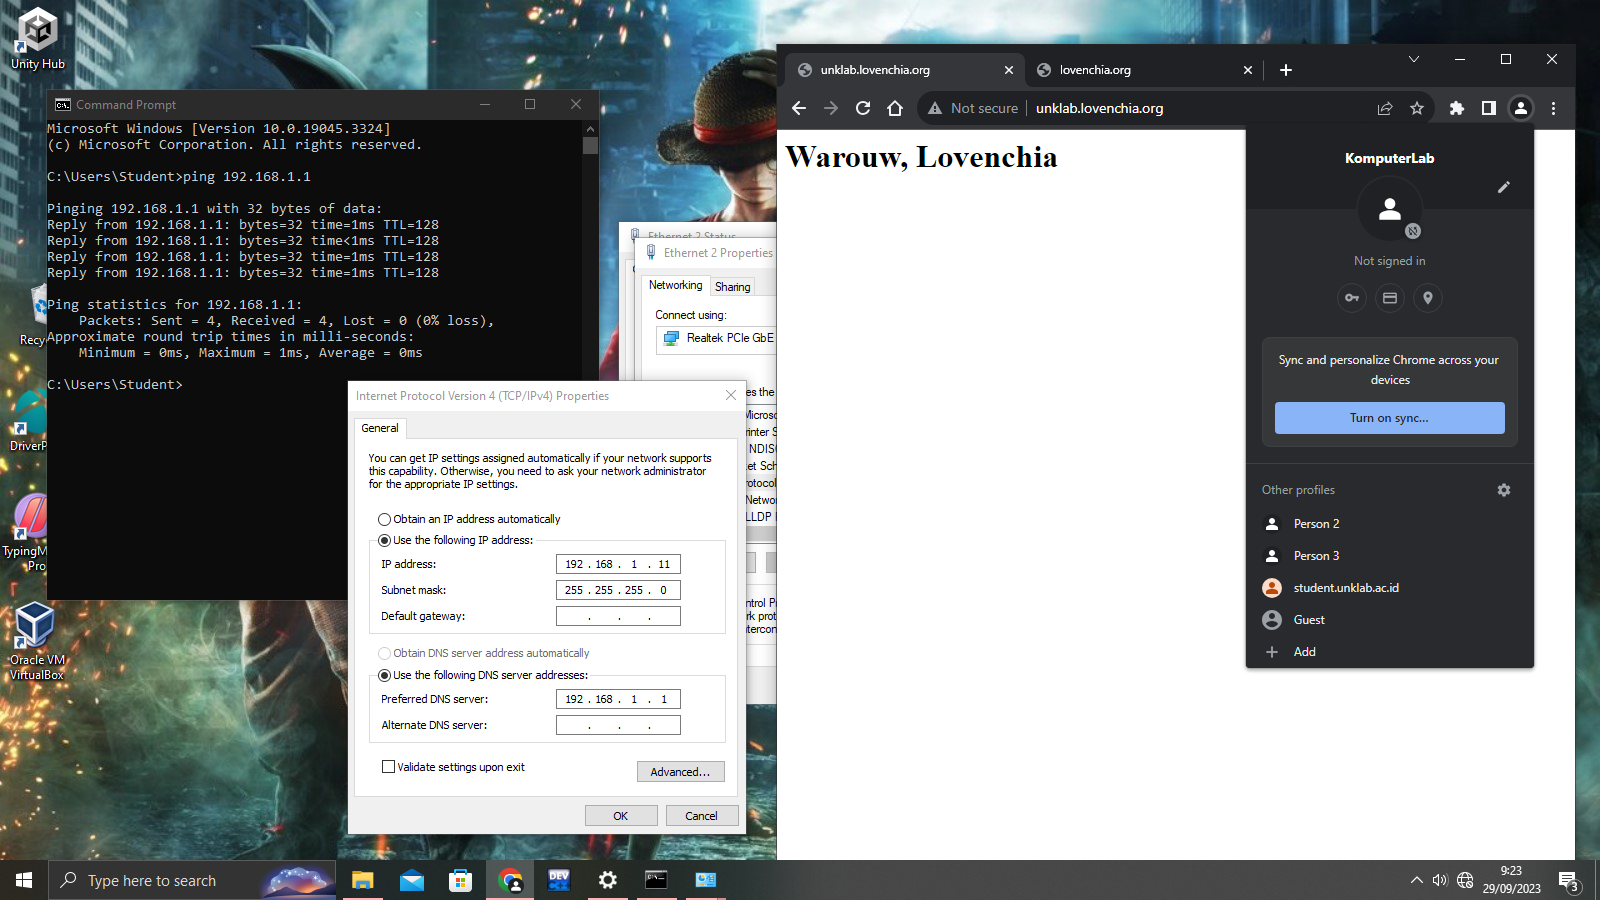 Unity Hub
Recy
DriverP
TypingM
Pro
Oracle VM
VirtualBox
Command Prompt
Microsoft Windows [Version 10.0.19045.3324]
(c) Microsoft Corporation. All rights reserved.
C:\Users\Student>ping 192.168.1.1
Pinging 192.168.1.1 with 32 bytes of data:
Reply from 192.168.1.1: bytes=32 time=1ms TTL=128
Reply from 192.168.1.1: bytes=32 time<1ms TTL=128
Reply from 192.168.1.1: bytes=32 time=1ms TTL=128
Reply from 192.168.1.1: bytes=32 time=1ms TTL=128
Ping statistics for 192.168.1.1:
Packets: Sent = 4, Received = 4, Lost = 0 (0% loss),
Approximate round trip times in milli-seconds:
Minimum = 0ms, Maximum = 1ms, Average = 0ms
C:\Users\Student>
Ethernet 2 Status
Ethernet 2 Properties
Networking
Sharing
Connect using:
Realtek PCIe GbE
es the
Microso
rinter S
NDISC
et Sch
rotocol
Networ
LLDP
ntrol Pr
rk prot
tercon
Internet Protocol Version 4 (TCP/IPv4) Properties
General
You can get IP settings assigned automatically if your network supports
this capability. Otherwise, you need to ask your network administrator
for the appropriate IP settings.
Obtain an IP address automatically
Use the following IP address:
IP address: 192 . 168 . 1 . 11
Subnet mask: 255 . 255 . 255 . 0
Default gateway: . . .
Obtain DNS server address automatically
Use the following DNS server addresses:
Preferred DNS server: 192 . 168 . 1 . 1
Alternate DNS server: . . .
Validate settings upon exit
Advanced...
OK
Cancel
unklab.lovenchia.org
lovenchia.org
Not secure
unklab.lovenchia.org
Warouw, Lovenchia
KomputerLab
Not signed in
Sync and personalize Chrome across your
devices
Turn on sync...
Other profiles
Person 2
Person 3
student.unklab.ac.id
Guest
Add
Type here to search
DEV
9:23
29/09/2023
3